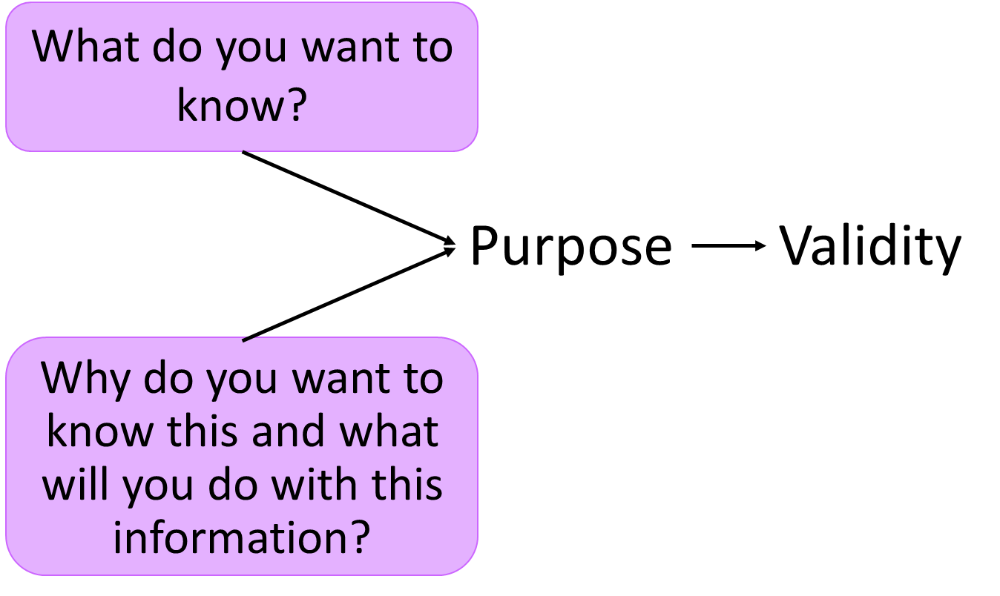 What do you want to
know?
Purpose
Validity
Why do you want to
know this and what
will you do with this
information?